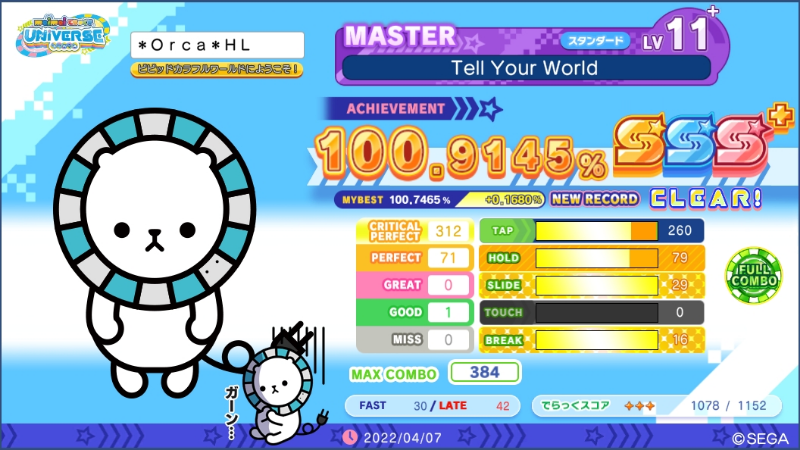 maimai でらっくす
UNiVERSE
*Orca*HL
ビビッドカラフルワールドにようこそ!
MASTER
スタンダード
LV 11+
Tell Your World
ACHIEVEMENT
100.9145%
SSS+
MYBEST 100.7465% +0.1680% NEW RECORD CLEAR!
CRITICAL PERFECT 312
PERFECT 71
GREAT 0
GOOD 1
MISS 0
TAP 260
HOLD 79
SLIDE 29
TOUCH 0
BREAK 16
FULL COMBO
MAX COMBO 384
FAST 30 / LATE 42
でらっくスコア 1078 / 1152
ガーン…
2022/04/07
©SEGA